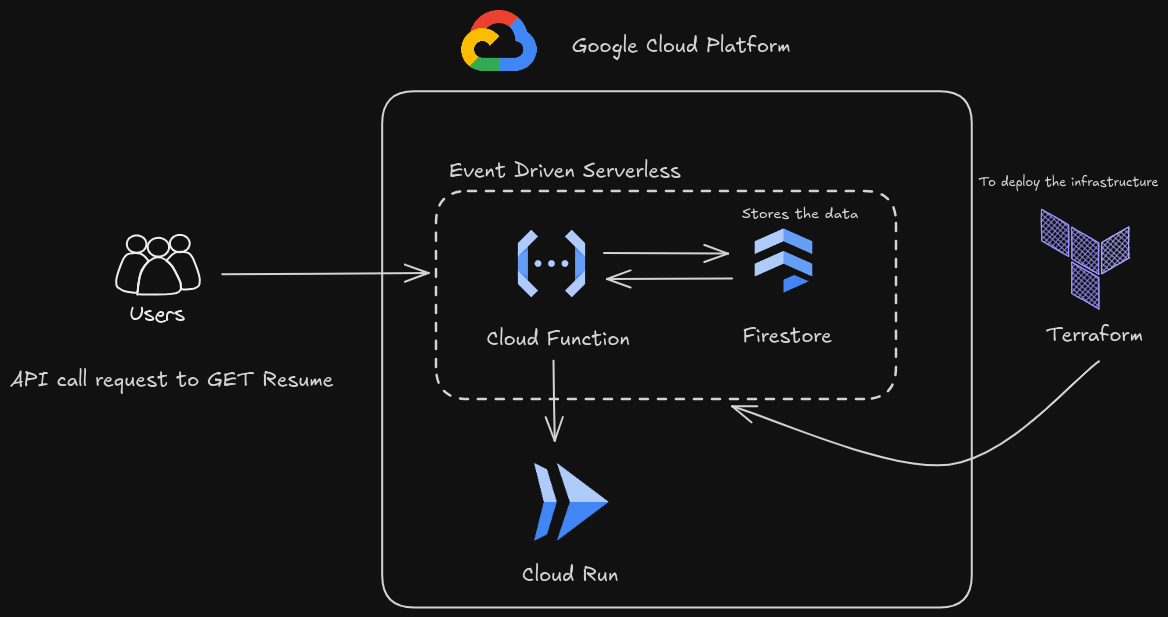 Google Cloud Platform
Event Driven Serverless
To deploy the infrastructure
Stores the data
Users
Cloud Function
Firestore
Terraform
API call request to GET Resume
Cloud Run